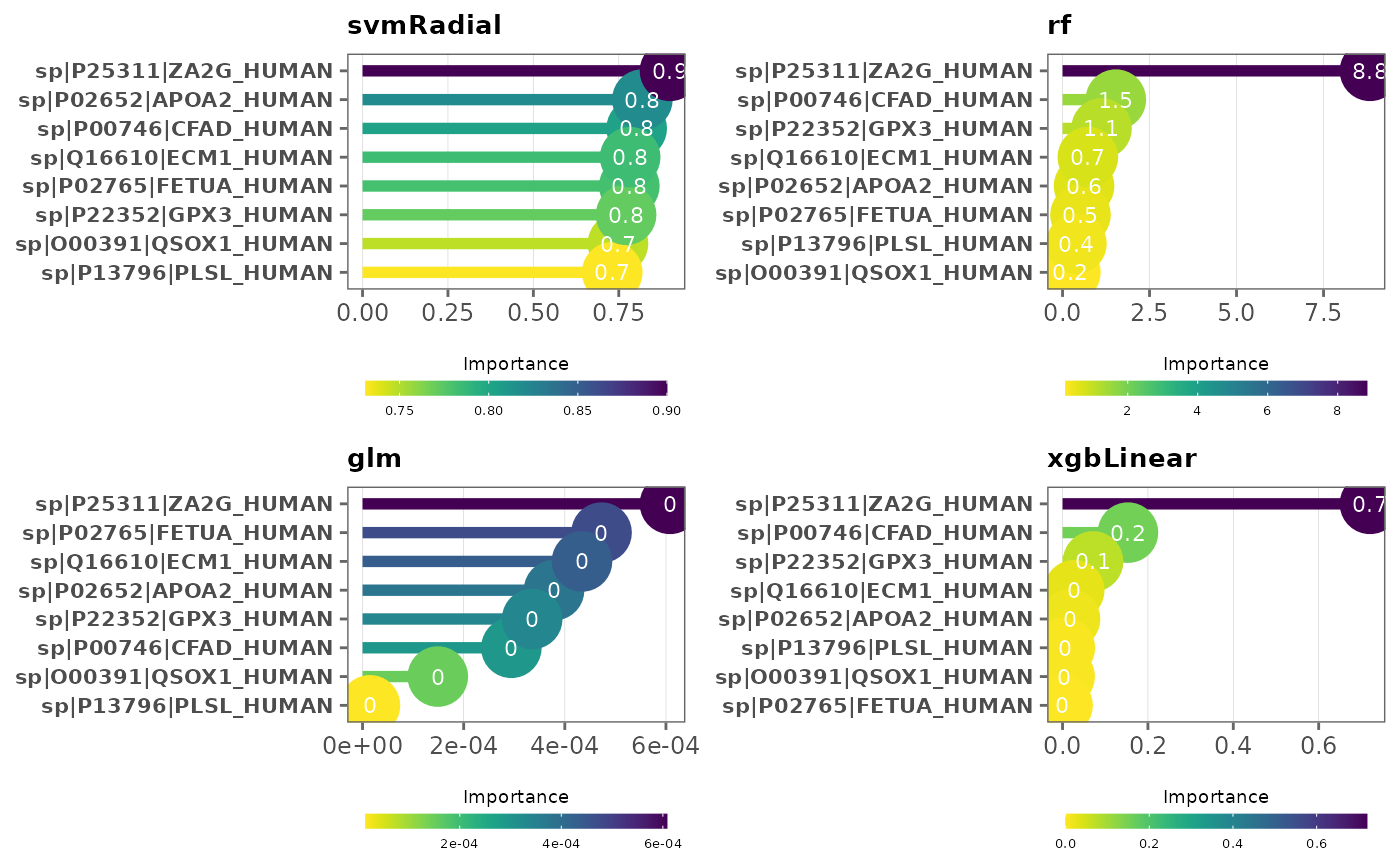 svmRadial
sp|P25311|ZA2G_HUMAN 0.9
sp|P02652|APOA2_HUMAN 0.8
sp|P00746|CFAD_HUMAN 0.8
sp|Q16610|ECM1_HUMAN 0.8
sp|P02765|FETUA_HUMAN 0.8
sp|P22352|GPX3_HUMAN 0.8
sp|O00391|QSOX1_HUMAN 0.7
sp|P13796|PLSL_HUMAN 0.7
0.00 0.25 0.50 0.75
Importance
0.75 0.80 0.85 0.90
rf
sp|P25311|ZA2G_HUMAN 8.8
sp|P00746|CFAD_HUMAN 1.5
sp|P22352|GPX3_HUMAN 1.1
sp|Q16610|ECM1_HUMAN 0.7
sp|P02652|APOA2_HUMAN 0.6
sp|P02765|FETUA_HUMAN 0.5
sp|P13796|PLSL_HUMAN 0.4
sp|O00391|QSOX1_HUMAN 0.2
0.0 2.5 5.0 7.5
Importance
2 4 6 8
glm
sp|P25311|ZA2G_HUMAN 0
sp|P02765|FETUA_HUMAN 0
sp|Q16610|ECM1_HUMAN 0
sp|P02652|APOA2_HUMAN 0
sp|P22352|GPX3_HUMAN 0
sp|P00746|CFAD_HUMAN 0
sp|O00391|QSOX1_HUMAN 0
sp|P13796|PLSL_HUMAN 0
0e+00 2e-04 4e-04 6e-04
Importance
2e-04 4e-04 6e-04
xgbLinear
sp|P25311|ZA2G_HUMAN 0.7
sp|P00746|CFAD_HUMAN 0.2
sp|P22352|GPX3_HUMAN 0.1
sp|Q16610|ECM1_HUMAN 0
sp|P02652|APOA2_HUMAN 0
sp|P13796|PLSL_HUMAN 0
sp|O00391|QSOX1_HUMAN 0
sp|P02765|FETUA_HUMAN 0
0.0 0.2 0.4 0.6
Importance
0.0 0.2 0.4 0.6